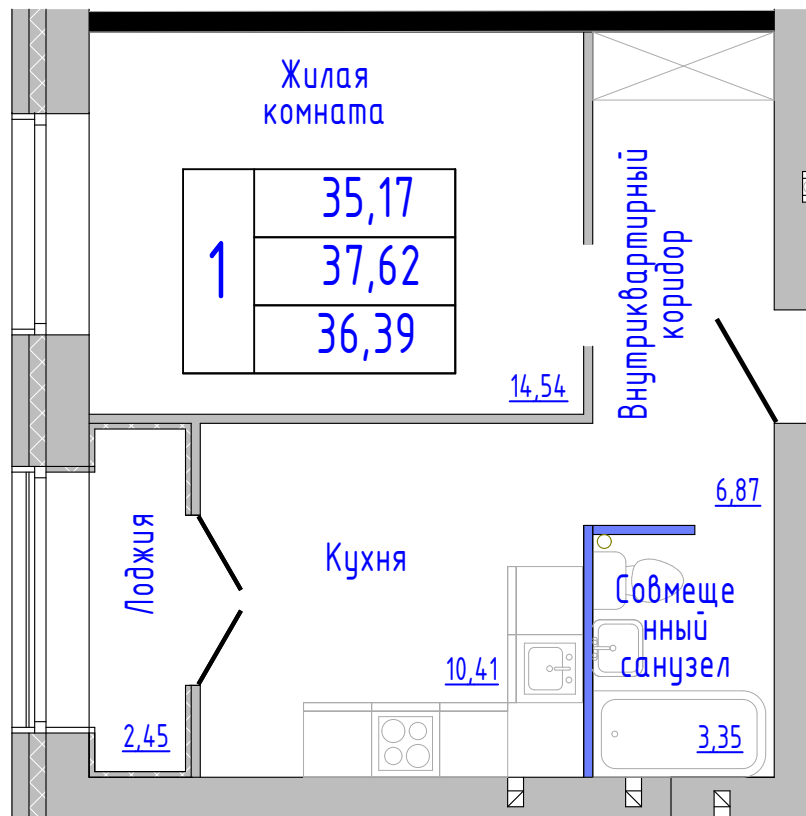 Жилая
комната
1
35,17
37,62
36,39
14,54
Внутриквартирный
коридор
6,87
Лоджия
2,45
Кухня
10,41
Совмеще
нный
санузел
3,35